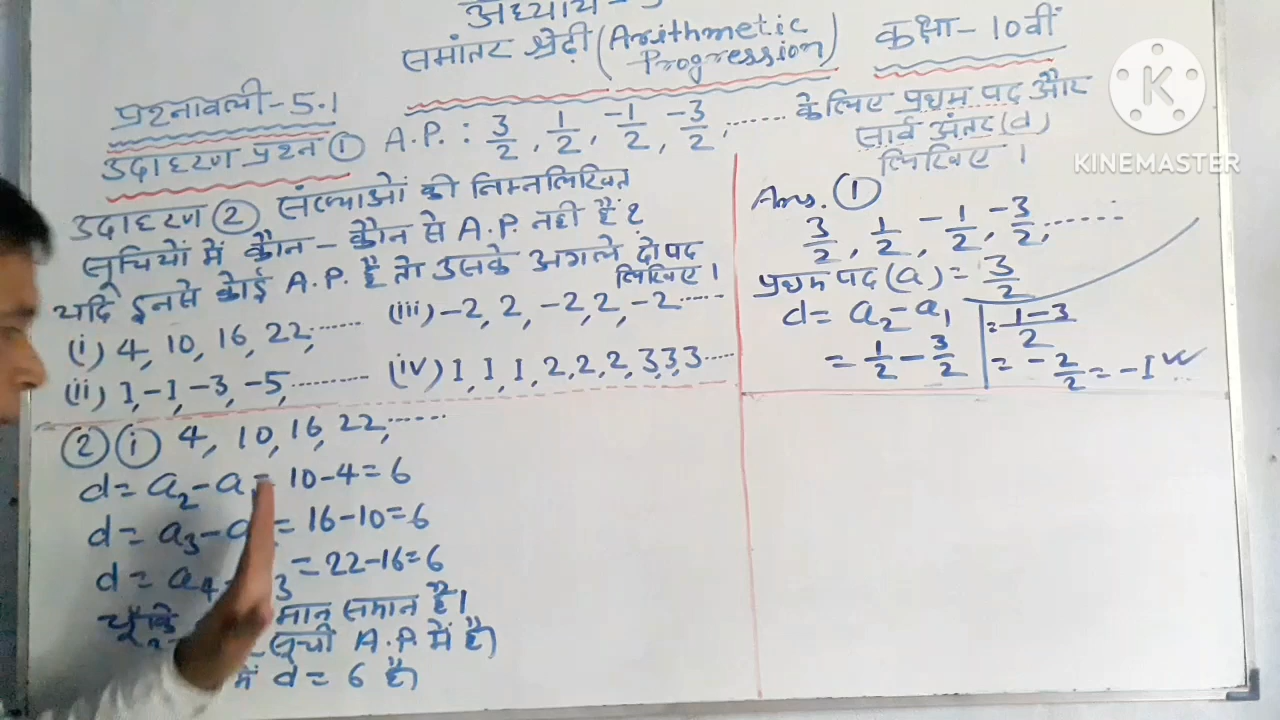 अध्याय-
समांतर श्रेढ़ी (Arithmetic Progression)
कक्षा-10वीं
प्रश्नावली-5.1
उदाहरण प्रश्न ① A.P. : 3/2, 1/2, -1/2, -3/2, ....... के लिए प्रथम पद और
सार्व अंतर (d)
लिखिए ।
उदाहरण ② संख्याओं की निम्नलिखित
सूचियों में कौन-कौन से A.P. नहीं हैं ?
यदि इनसे कोई A.P. है तो उसके अगले दो पद
लिखिए ।
(i) 4, 10, 16, 22, ......
(iii) -2, 2, -2, 2, -2 .....
(ii) 1, -1, -3, -5, .........
(iv) 1, 1, 1, 2, 2, 2, 3, 3, 3 ....
② ① 4, 10, 16, 22, ......
d = a₂ - a = 10-4 = 6
d = a₃ - a = 16-10 = 6
d = a₄ - 3 = 22-16 = 6
चूँकि मान समान है।
सूची A.P. में है।
में d = 6 है।
Ans. ①
3/2, 1/2, -1/2, -3/2, ......
प्रथम पद (a) = 3/2
d = a₂ - a₁
= 1/2 - 3/2
= 1-3/2
= -2/2 = -1
K
KINEMASTER